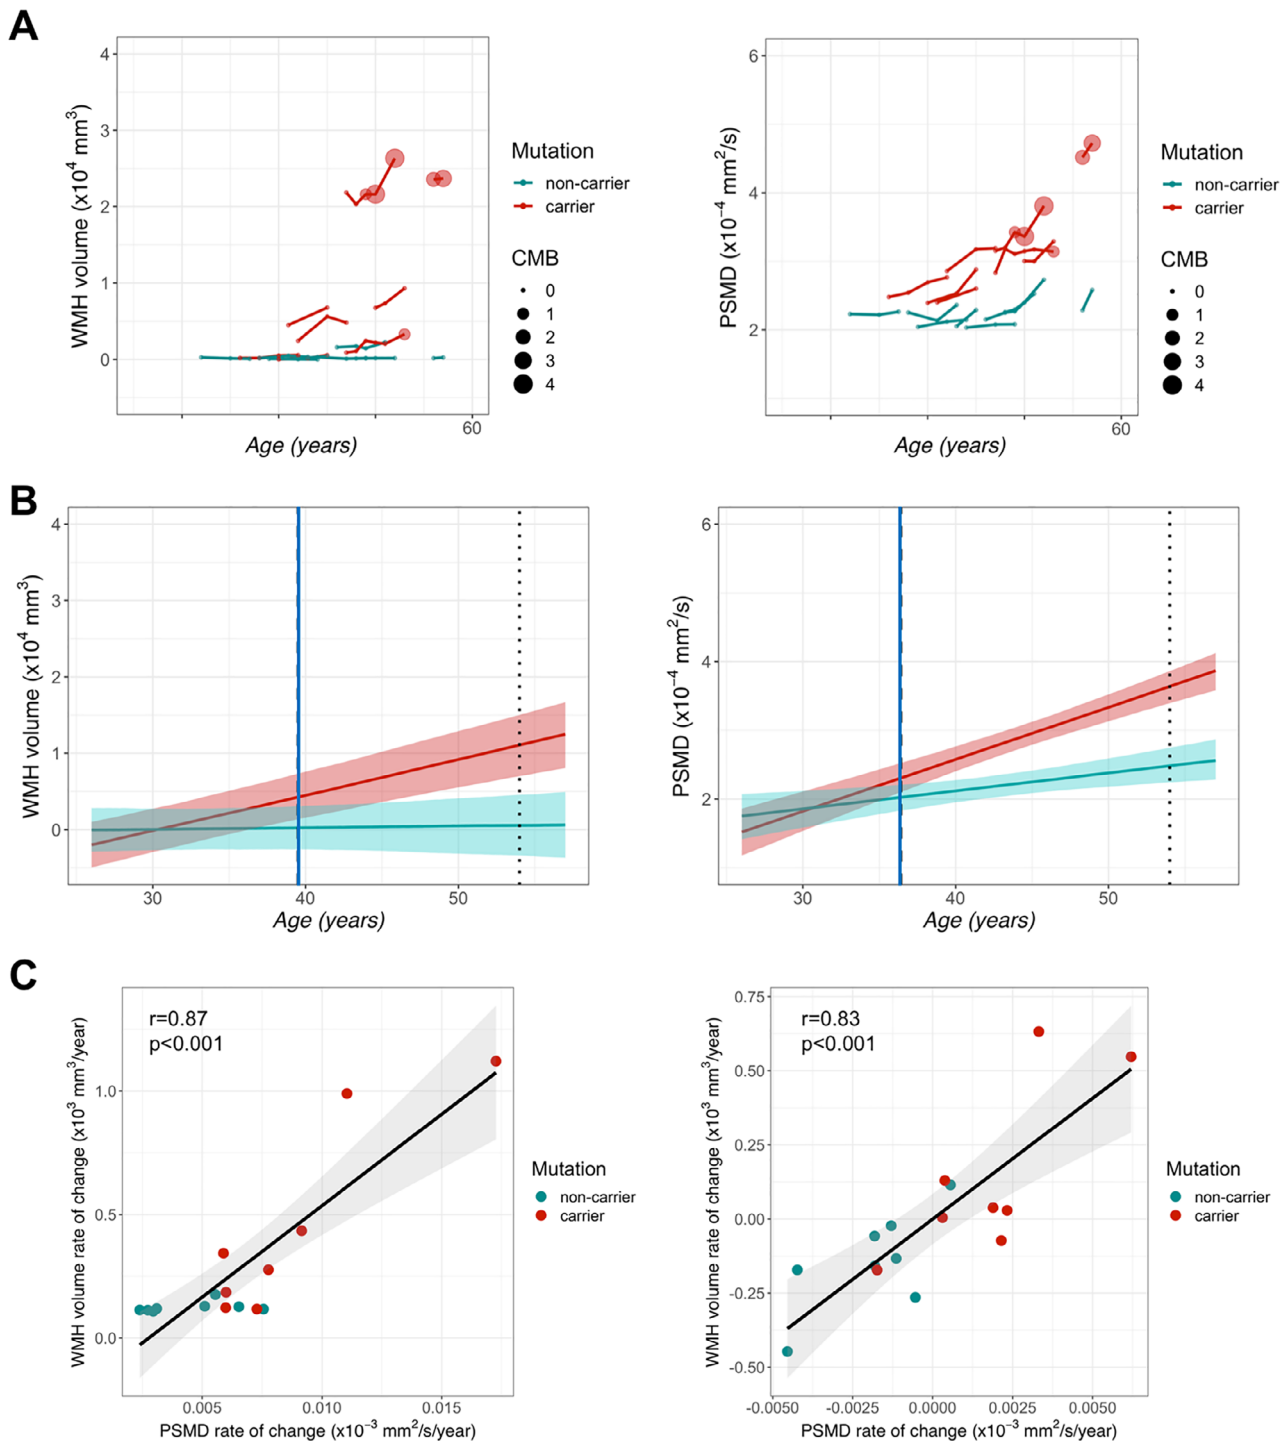 A
WMH volume (x10⁴ mm³)
4
3
2
1
0
60
Age (years)
Mutation
non-carrier
carrier
CMB
0
1
2
3
4
PSMD (x10⁻⁴ mm²/s)
6
4
2
60
Age (years)
Mutation
non-carrier
carrier
CMB
0
1
2
3
4
B
WMH volume (x10⁴ mm³)
4
3
2
1
0
30 40 50
Age (years)
PSMD (x10⁻⁴ mm²/s)
6
4
2
30 40 50
Age (years)
C
WMH volume rate of change (x10³ mm³/year)
r=0.87
p<0.001
1.0
0.5
0.0
0.005 0.010 0.015
PSMD rate of change (x10⁻³ mm²/s/year)
Mutation
non-carrier
carrier
WMH volume rate of change (x10³ mm³/year)
0.75
r=0.83
p<0.001
0.50
0.25
0.00
-0.25
-0.50
-0.0050 -0.0025 0.0000 0.0025 0.0050
PSMD rate of change (x10⁻³ mm²/s/year)
Mutation
non-carrier
carrier